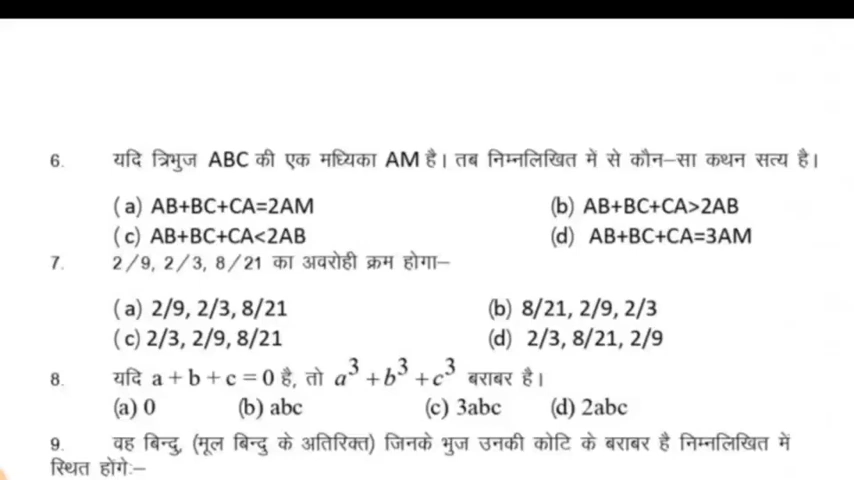 6. यदि त्रिभुज ABC की एक मध्यिका AM है। तब निम्नलिखित में से कौन–सा कथन सत्य है।
(a) AB+BC+CA=2AM (b) AB+BC+CA>2AB
(c) AB+BC+CA<2AB (d) AB+BC+CA=3AM
7. 2/9, 2/3, 8/21 का अवरोही क्रम होगा–
(a) 2/9, 2/3, 8/21 (b) 8/21, 2/9, 2/3
(c) 2/3, 2/9, 8/21 (d) 2/3, 8/21, 2/9
8. यदि a + b + c = 0 है, तो a³ + b³ + c³ बराबर है।
(a) 0 (b) abc (c) 3abc (d) 2abc
9. वह बिन्दु, (मूल बिन्दु के अतिरिक्त) जिनके भुज उनकी कोटि के बराबर है निम्नलिखित में
स्थित होंगे:–